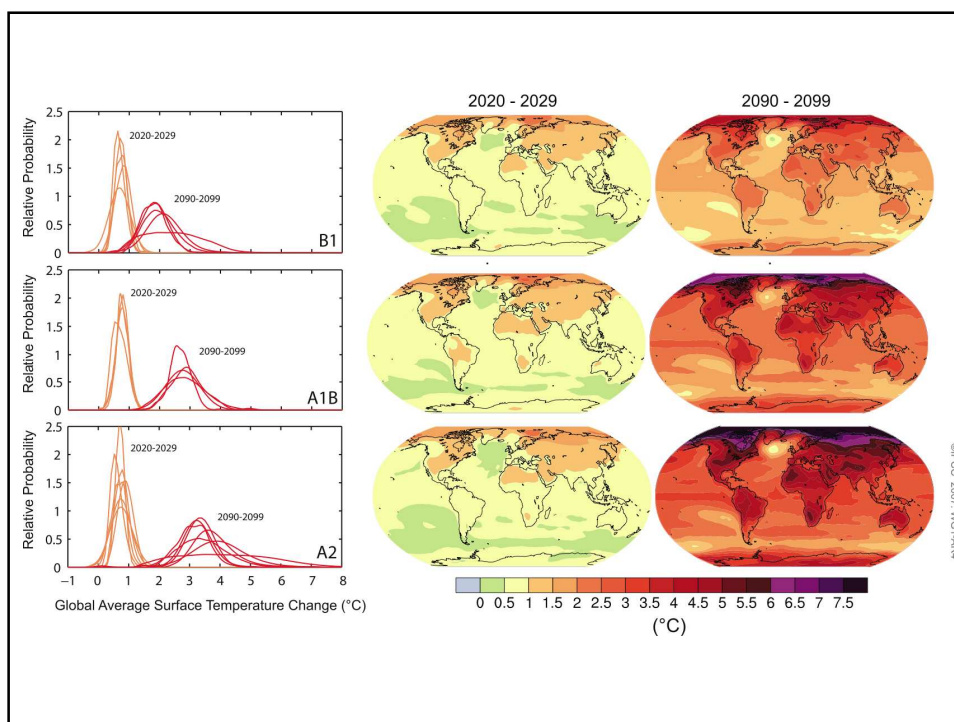 2020 - 2029
2090 - 2099
Relative Probability
2.5
2
1.5
1
0.5
0
2020-2029
2090-2099
B1
Relative Probability
2.5
2
1.5
1
0.5
0
2020-2029
2090-2099
A1B
Relative Probability
2.5
2
1.5
1
0.5
0
2020-2029
2090-2099
A2
-1 0 1 2 3 4 5 6 7 8
Global Average Surface Temperature Change (°C)
0 0.5 1 1.5 2 2.5 3 3.5 4 4.5 5 5.5 6 6.5 7 7.5
(°C)